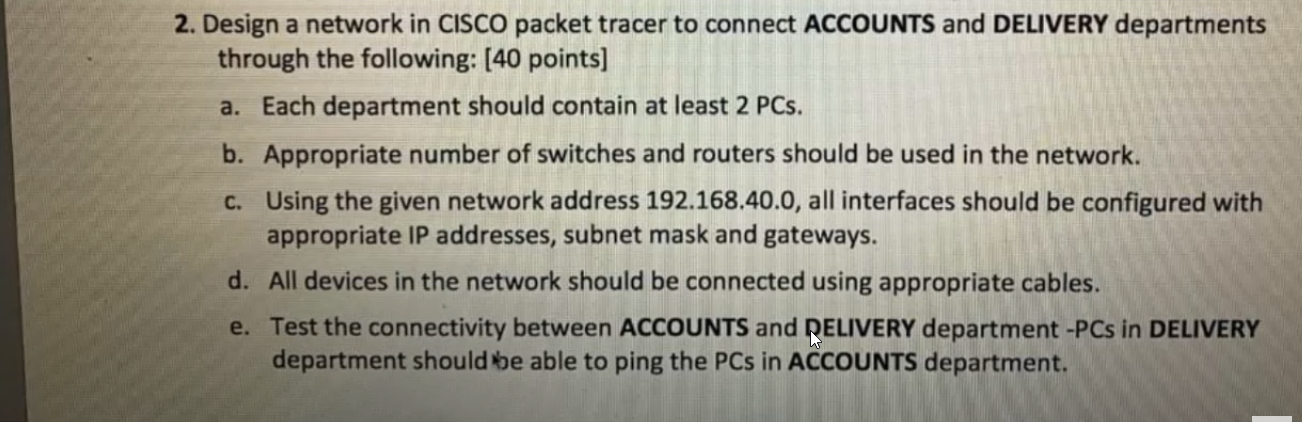 2. Design a network in CISCO packet tracer to connect ACCOUNTS and DELIVERY departments
through the following: [40 points]
a. Each department should contain at least 2 PCs.
b. Appropriate number of switches and routers should be used in the network.
c. Using the given network address 192.168.40.0, all interfaces should be configured with
appropriate IP addresses, subnet mask and gateways.
d. All devices in the network should be connected using appropriate cables.
e. Test the connectivity between ACCOUNTS and DELIVERY department -PCs in DELIVERY
department should be able to ping the PCs in ACCOUNTS department.